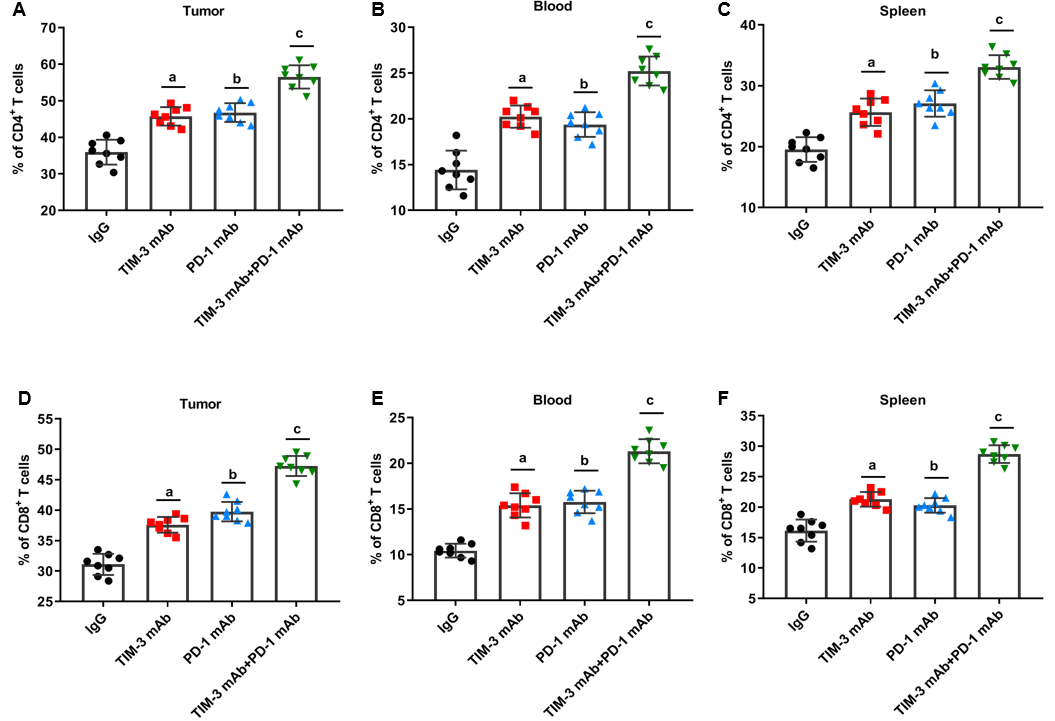 A
Tumor
% of CD4+ T cells
70
60
50
40
30
20
a
b
c
IgG
TIM-3 mAb
PD-1 mAb
TIM-3 mAb+PD-1 mAb
B
Blood
% of CD4+ T cells
30
25
20
15
10
a
b
c
IgG
TIM-3 mAb
PD-1 mAb
TIM-3 mAb+PD-1 mAb
C
Spleen
% of CD4+ T cells
40
30
20
10
a
b
c
IgG
TIM-3 mAb
PD-1 mAb
TIM-3 mAb+PD-1 mAb
D
Tumor
% of CD8+ T cells
55
50
45
40
35
30
25
a
b
c
IgG
TIM-3 mAb
PD-1 mAb
TIM-3 mAb+PD-1 mAb
E
Blood
% of CD8+ T cells
25
20
15
10
5
a
b
c
IgG
TIM-3 mAb
PD-1 mAb
TIM-3 mAb+PD-1 mAb
F
Spleen
% of CD8+ T cells
35
30
25
20
15
10
5
a
b
c
IgG
TIM-3 mAb
PD-1 mAb
TIM-3 mAb+PD-1 mAb